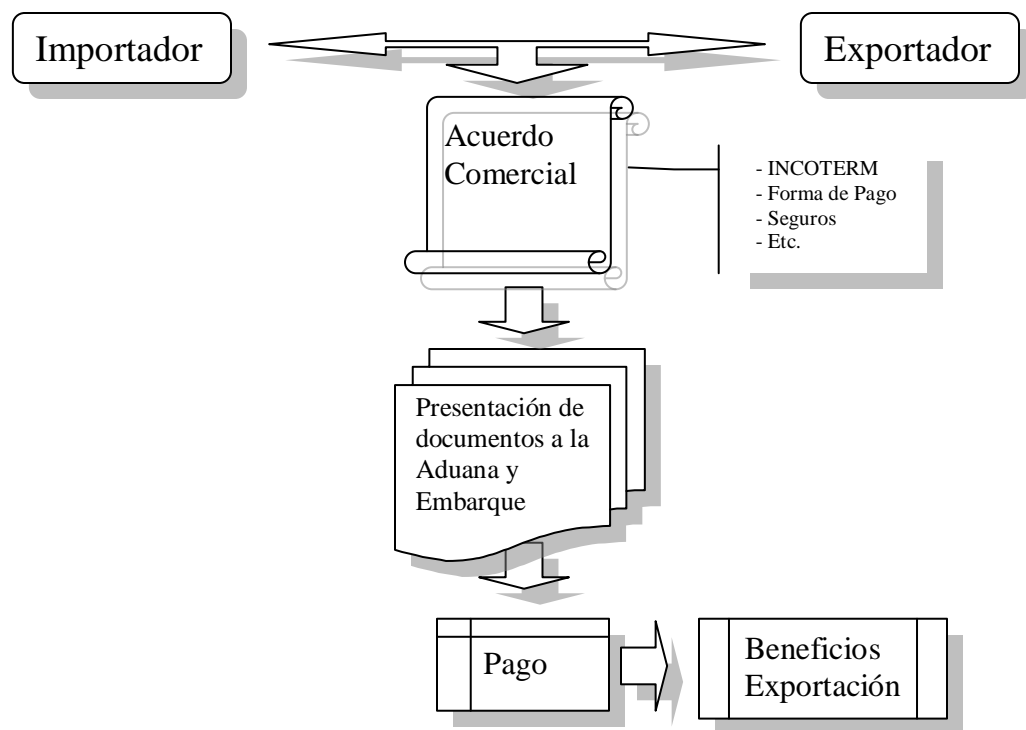 Importador
Exportador
Acuerdo
Comercial
- INCOTERM
- Forma de Pago
- Seguros
- Etc.
Presentación de
documentos a la
Aduana y
Embarque
Pago
Beneficios
Exportación